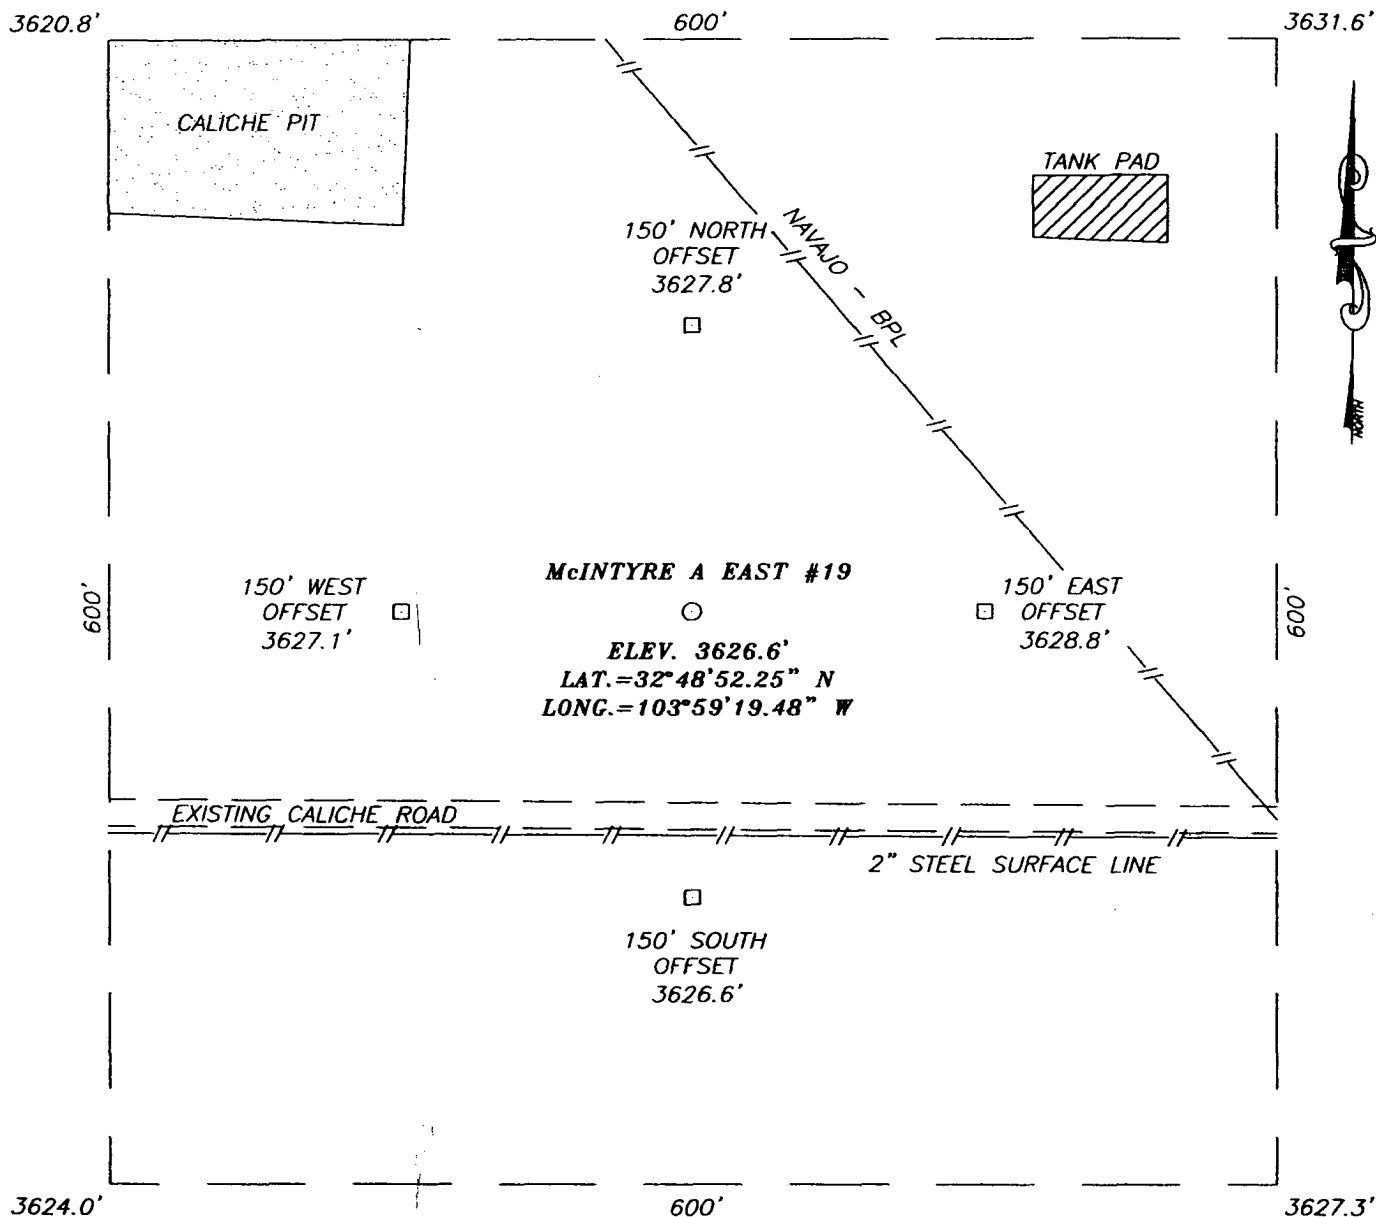 3620.8'
600'
3631.6'
CALICHE PIT
TANK PAD
150' NORTH
OFFSET
3627.8'
NAVAJO - BPL
NORTH
600'
150' WEST
OFFSET
3627.1'
McINTYRE A EAST #19
ELEV. 3626.6'
LAT.=32°48'52.25" N
LONG.=103°59'19.48" W
150' EAST
OFFSET
3628.8'
600'
EXISTING CALICHE ROAD
2" STEEL SURFACE LINE
150' SOUTH
OFFSET
3626.6'
3624.0'
600'
3627.3'